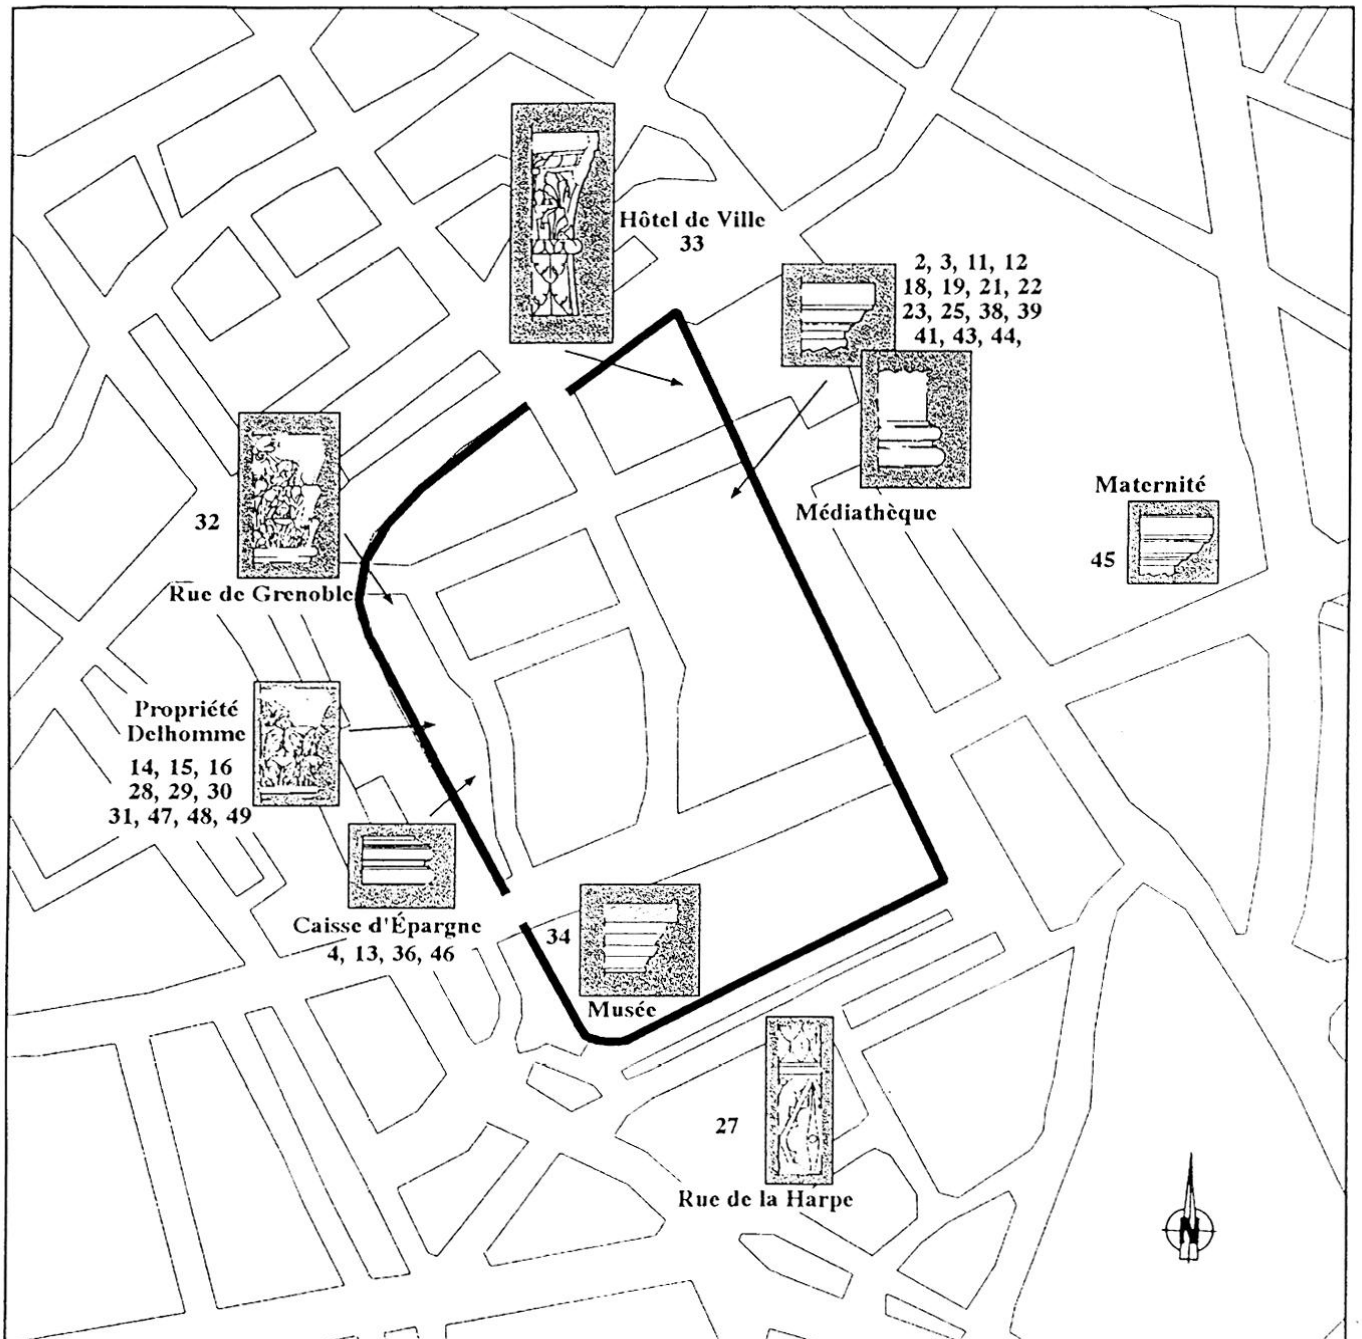 Hôtel de Ville
33
2, 3, 11, 12
18, 19, 21, 22
23, 25, 38, 39
41, 43, 44,
Médiathèque
Maternité
45
32
Rue de Grenoble
Propriété
Delhomme
14, 15, 16
28, 29, 30
31, 47, 48, 49
Caisse d'Épargne
4, 13, 36, 46
34
Musée
27
Rue de la Harpe
N